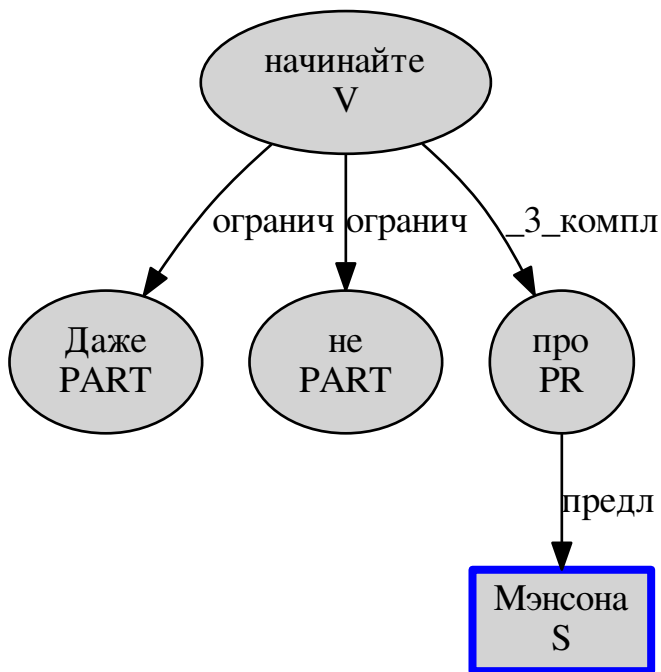 начинайте
V
огранич
огранич
_3_компл
Даже
PART
не
PART
про
PR
предл
Мэнсона
S